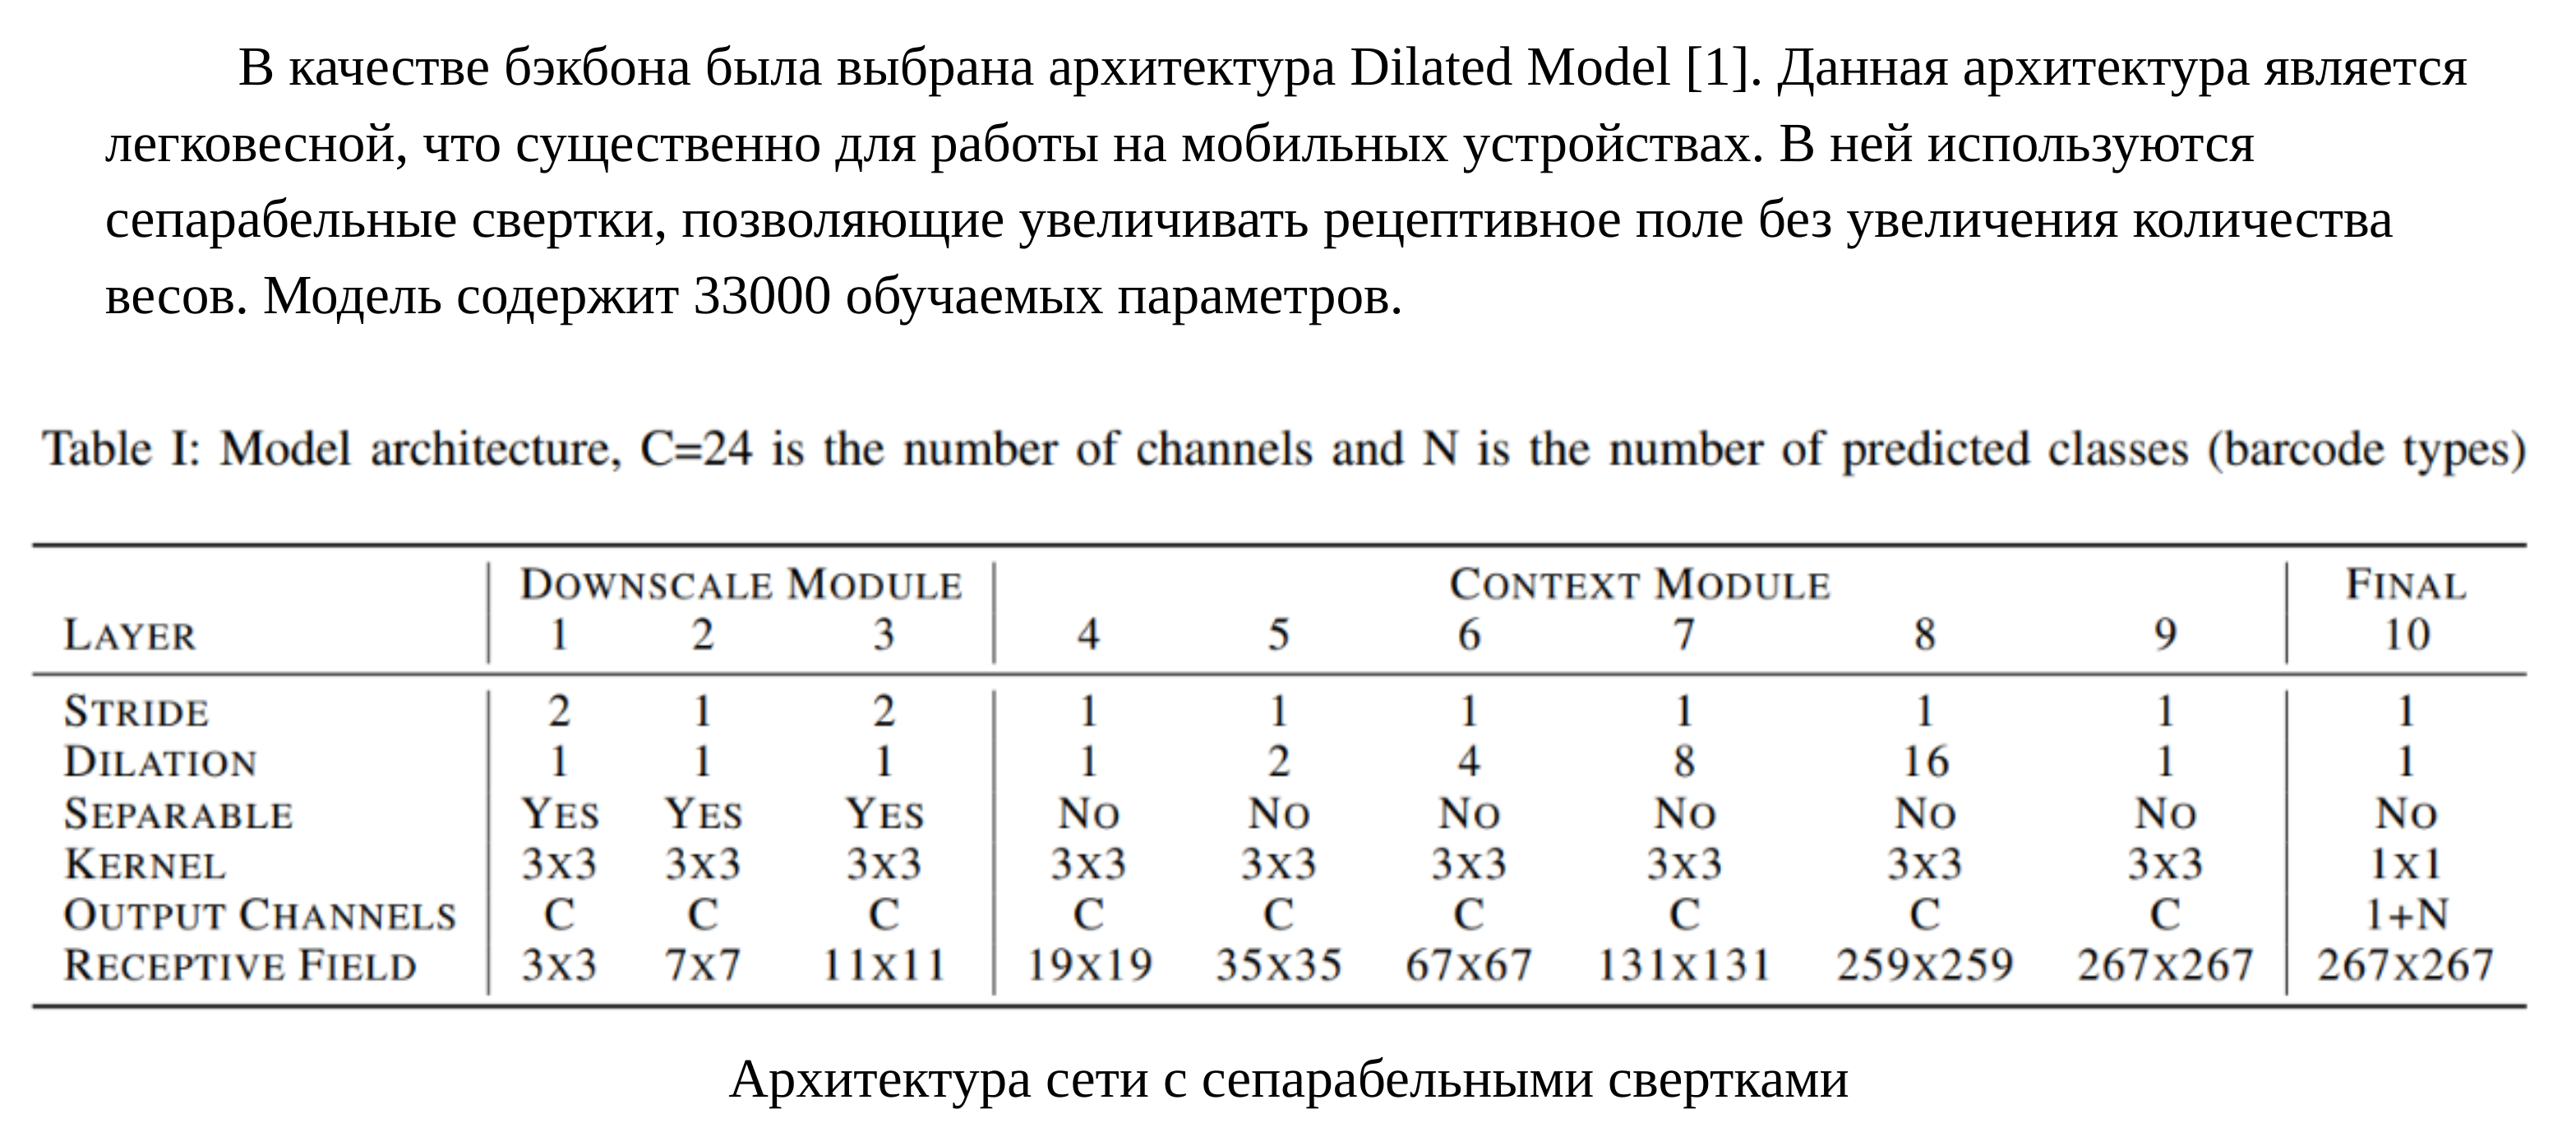 В качестве бэкбона была выбрана архитектура Dilated Model [1]. Данная архитектура является
легковесной, что существенно для работы на мобильных устройствах. В ней используются
сепарабельные свертки, позволяющие увеличивать рецептивное поле без увеличения количества
весов. Модель содержит 33000 обучаемых параметров.
Table I: Model architecture, C=24 is the number of channels and N is the number of predicted classes (barcode types)
DOWNSCALE MODULE CONTEXT MODULE FINAL
LAYER 1 2 3 4 5 6 7 8 9 10
STRIDE 2 1 2 1 1 1 1 1 1 1
DILATION 1 1 1 1 2 4 8 16 1 1
SEPARABLE YES YES YES NO NO NO NO NO NO NO
KERNEL 3X3 3X3 3X3 3X3 3X3 3X3 3X3 3X3 3X3 1X1
OUTPUT CHANNELS C C C C C C C C C 1+N
RECEPTIVE FIELD 3X3 7X7 11X11 19X19 35X35 67X67 131X131 259X259 267X267 267X267
Архитектура сети с сепарабельными свертками